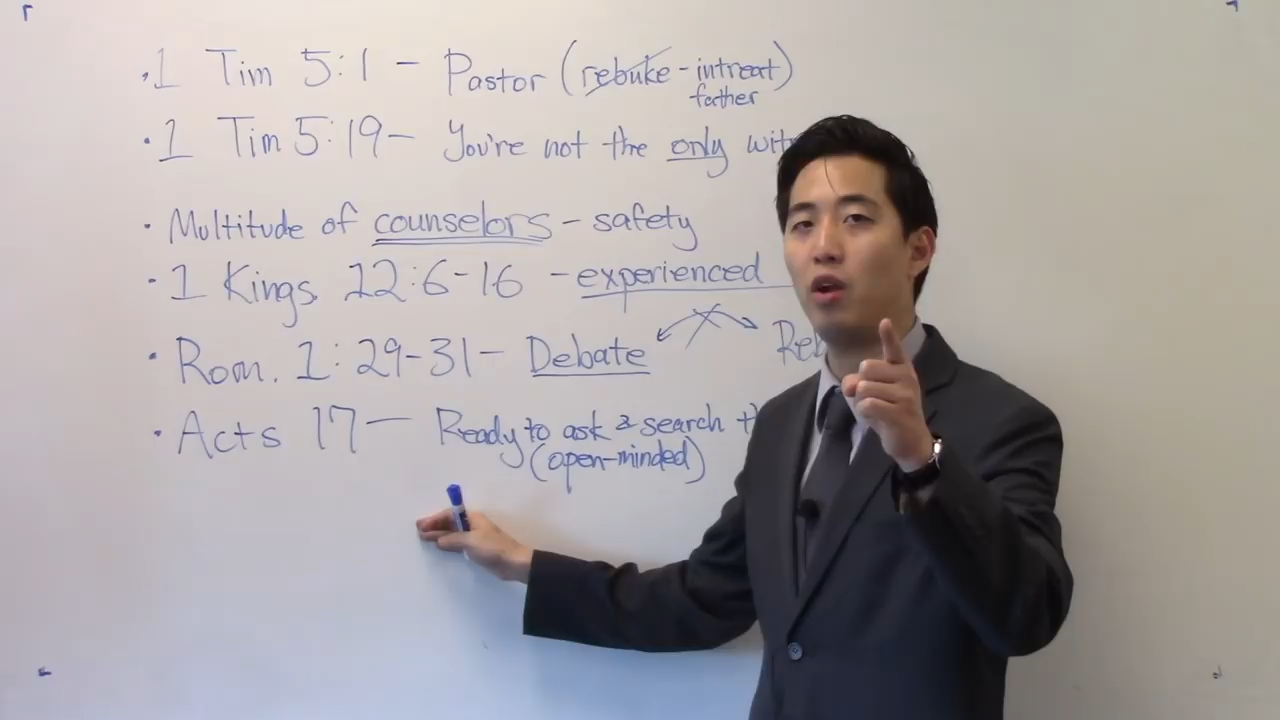 · 1 Tim 5:1 - Pastor (rebuke - intreat)
father
· 1 Tim 5:19 - You're not the only
· Multitude of counselors - safety
· 1 Kings 22:6-16 - experienced
· Rom. 1:29-31 - Debate
· Acts 17 - Ready to ask & search
(open-minded)